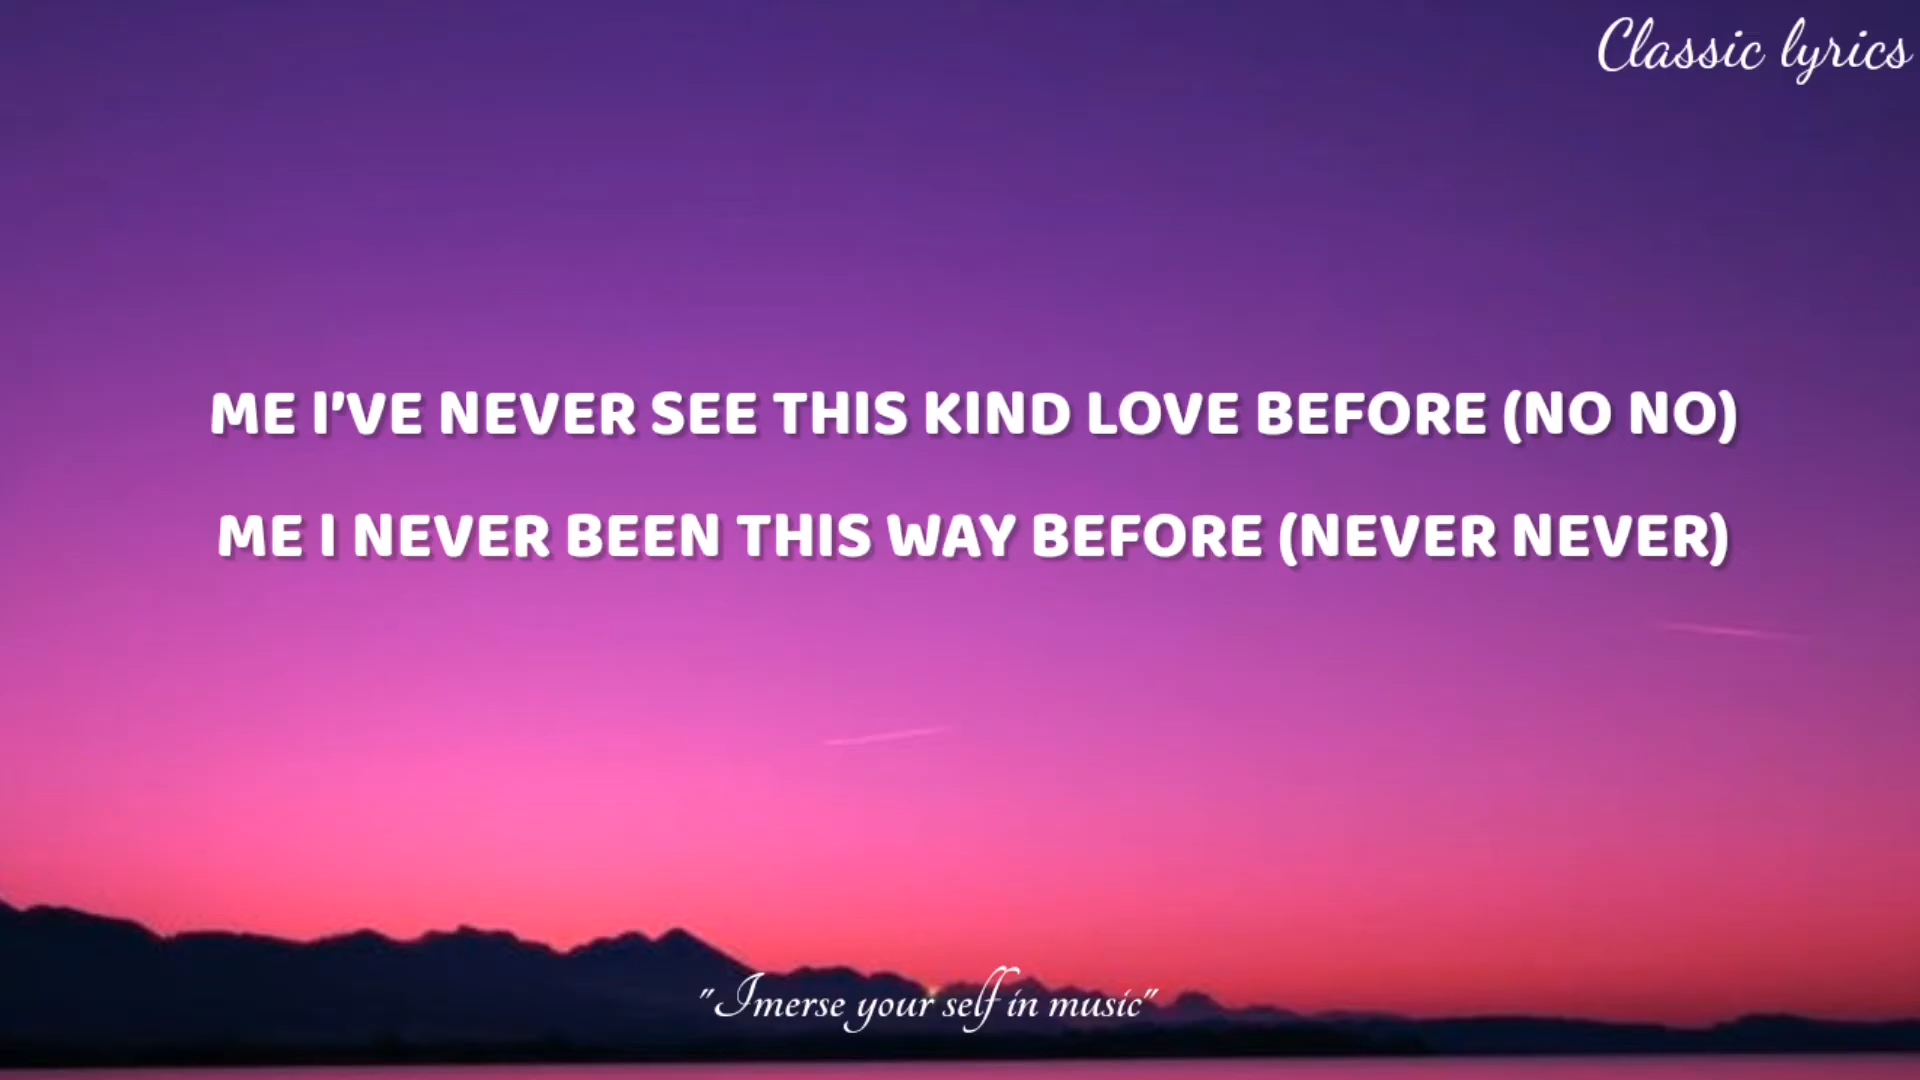 Classic lyrics
ME I'VE NEVER SEE THIS KIND LOVE BEFORE (NO NO)
ME I NEVER BEEN THIS WAY BEFORE (NEVER NEVER)
"Imerse your self in music"